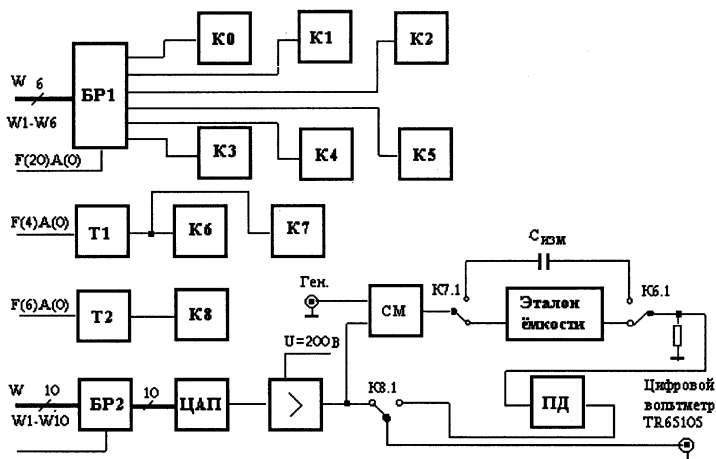 К0
К1
К2
W 6
БР1
W1-W6
F(20)A(0)
К3
К4
К5
F(4)A(0)
Т1
К6
К7
Cизм
Ген.
К7.1
К6.1
СМ
Эталон
ёмкости
F(6)A(0)
Т2
К8
U=200В
W 10
БР2
10
ЦАП
>
К8.1
ПД
Цифровой
вольтметр
TR65105
W1-W10